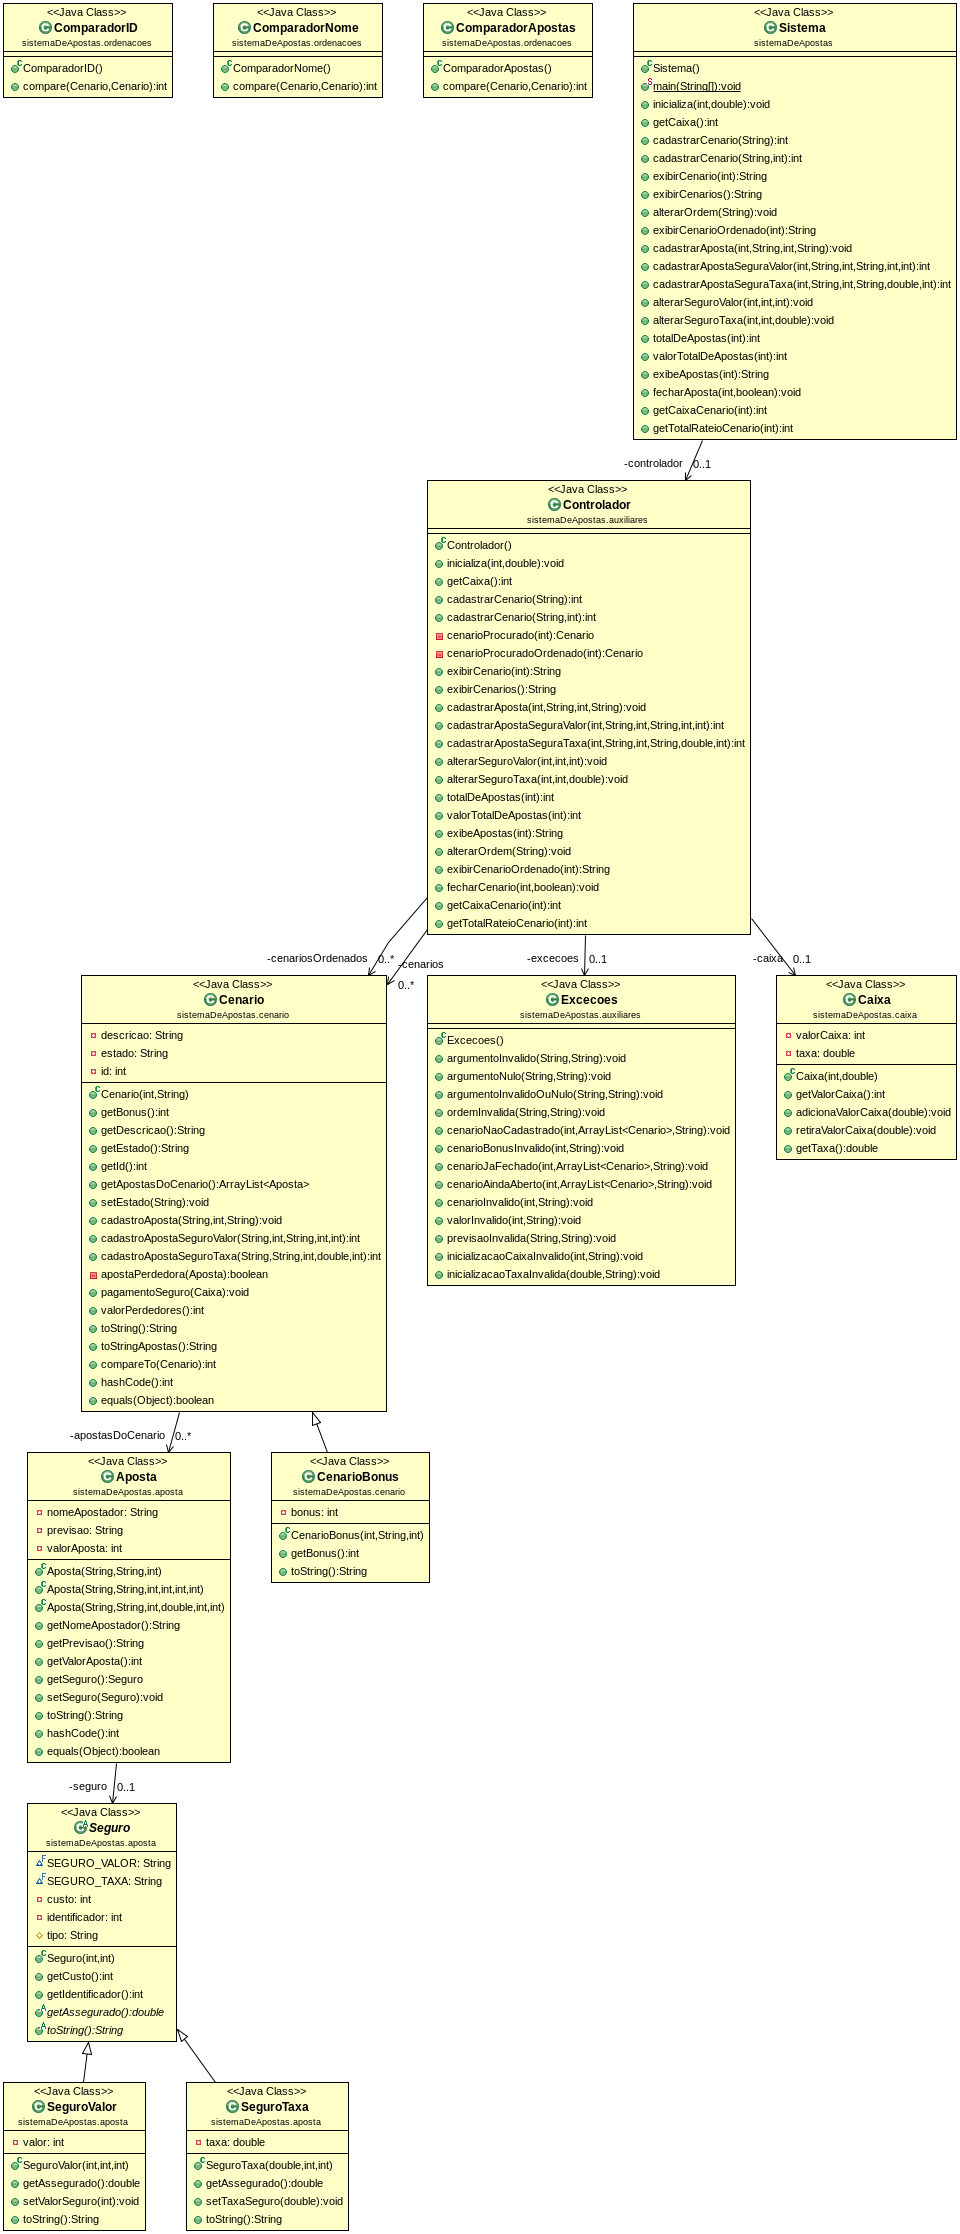 <<Java Class>>
ComparadorID
sistemaDeApostas.ordenacoes
ComparadorID()
compare(Cenario,Cenario):int
<<Java Class>>
ComparadorNome
sistemaDeApostas.ordenacoes
ComparadorNome()
compare(Cenario,Cenario):int
<<Java Class>>
ComparadorApostas
sistemaDeApostas.ordenacoes
ComparadorApostas()
compare(Cenario,Cenario):int
<<Java Class>>
Sistema
sistemaDeApostas
Sistema()
main(String[]):void
inicializa(int,double):void
getCaixa():int
cadastrarCenario(String):int
cadastrarCenario(String,int):int
exibirCenario(int):String
exibirCenarios():String
alterarOrdem(String):void
exibirCenarioOrdenado(int):String
cadastrarAposta(int,String,int,String):void
cadastrarApostaSeguraValor(int,String,int,String,int,int):int
cadastrarApostaSeguraTaxa(int,String,int,String,double,int):int
alterarSeguroValor(int,int,int):void
alterarSeguroTaxa(int,int,double):void
totalDeApostas(int):int
valorTotalDeApostas(int):int
exibeApostas(int):String
fecharAposta(int,boolean):void
getCaixaCenario(int):int
getTotalRateioCenario(int):int
-controlador
0..1
<<Java Class>>
Controlador
sistemaDeApostas.auxiliares
Controlador()
inicializa(int,double):void
getCaixa():int
cadastrarCenario(String):int
cadastrarCenario(String,int):int
cenarioProcurado(int):Cenario
cenarioProcuradoOrdenado(int):Cenario
exibirCenario(int):String
exibirCenarios():String
cadastrarAposta(int,String,int,String):void
cadastrarApostaSeguraValor(int,String,int,String,int,int):int
cadastrarApostaSeguraTaxa(int,String,int,String,double,int):int
alterarSeguroValor(int,int,int):void
alterarSeguroTaxa(int,int,double):void
totalDeApostas(int):int
valorTotalDeApostas(int):int
exibeApostas(int):String
alterarOrdem(String):void
exibirCenarioOrdenado(int):String
fecharCenario(int,boolean):void
getCaixaCenario(int):int
getTotalRateioCenario(int):int
-cenariosOrdenados
0..*
-cenarios
0..*
-excecoes
0..1
-caixa
0..1
<<Java Class>>
Cenario
sistemaDeApostas.cenario
descricao: String
estado: String
id: int
Cenario(int,String)
getBonus():int
getDescricao():String
getEstado():String
getId():int
getApostasDoCenario():ArrayList<Aposta>
setEstado(String):void
cadastroAposta(String,int,String):void
cadastroApostaSeguroValor(String,int,String,int,int):int
cadastroApostaSeguroTaxa(String,String,int,double,int):int
apostaPerdedora(Aposta):boolean
pagamentoSeguro(Caixa):void
valorPerdedores():int
toString():String
toStringApostas():String
compareTo(Cenario):int
hashCode():int
equals(Object):boolean
<<Java Class>>
Excecoes
sistemaDeApostas.auxiliares
Excecoes()
argumentoInvalido(String,String):void
argumentoNulo(String,String):void
argumentoInvalidoOuNulo(String,String):void
ordemInvalida(String,String):void
cenarioNaoCadastrado(int,ArrayList<Cenario>,String):void
cenarioBonusInvalido(int,String):void
cenarioJaFechado(int,ArrayList<Cenario>,String):void
cenarioAindaAberto(int,ArrayList<Cenario>,String):void
cenarioInvalido(int,String):void
valorInvalido(int,String):void
previsaoInvalida(String,String):void
inicializacaoCaixaInvalido(int,String):void
inicializacaoTaxaInvalida(double,String):void
<<Java Class>>
Caixa
sistemaDeApostas.caixa
valorCaixa: int
taxa: double
Caixa(int,double)
getValorCaixa():int
adicionaValorCaixa(double):void
retiraValorCaixa(double):void
getTaxa():double
-apostasDoCenario
0..*
<<Java Class>>
Aposta
sistemaDeApostas.aposta
nomeApostador: String
previsao: String
valorAposta: int
Aposta(String,String,int)
Aposta(String,String,int,int,int,int)
Aposta(String,String,int,double,int,int)
getNomeApostador():String
getPrevisao():String
getValorAposta():int
getSeguro():Seguro
setSeguro(Seguro):void
toString():String
hashCode():int
equals(Object):boolean
<<Java Class>>
CenarioBonus
sistemaDeApostas.cenario
bonus: int
CenarioBonus(int,String,int)
getBonus():int
toString():String
-seguro
0..1
<<Java Class>>
Seguro
sistemaDeApostas.aposta
SEGURO_VALOR: String
SEGURO_TAXA: String
custo: int
identificador: int
tipo: String
Seguro(int,int)
getCusto():int
getIdentificador():int
getAssegurado():double
toString():String
<<Java Class>>
SeguroValor
sistemaDeApostas.aposta
valor: int
SeguroValor(int,int,int)
getAssegurado():double
setValorSeguro(int):void
toString():String
<<Java Class>>
SeguroTaxa
sistemaDeApostas.aposta
taxa: double
SeguroTaxa(double,int,int)
getAssegurado():double
setTaxaSeguro(double):void
toString():String